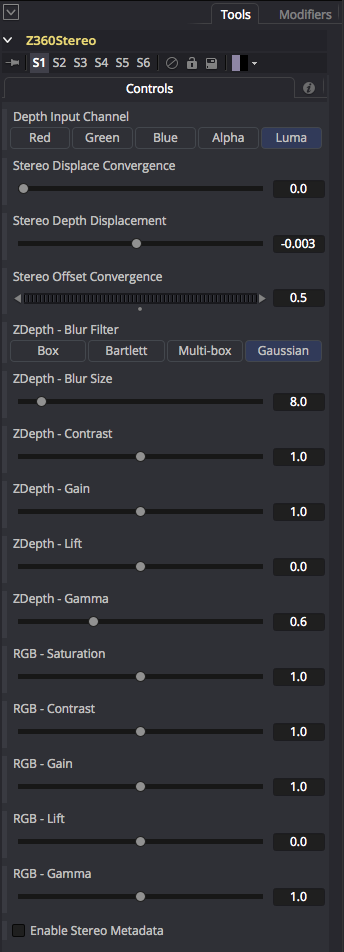 Tools Modifiers
Z360Stereo
S1 S2 S3 S4 S5 S6
Controls
Depth Input Channel
Red Green Blue Alpha Luma
Stereo Displace Convergence
0.0
Stereo Depth Displacement
-0.003
Stereo Offset Convergence
0.5
ZDepth - Blur Filter
Box Bartlett Multi-box Gaussian
ZDepth - Blur Size
8.0
ZDepth - Contrast
1.0
ZDepth - Gain
1.0
ZDepth - Lift
0.0
ZDepth - Gamma
0.6
RGB - Saturation
1.0
RGB - Contrast
1.0
RGB - Gain
1.0
RGB - Lift
0.0
RGB - Gamma
1.0
Enable Stereo Metadata